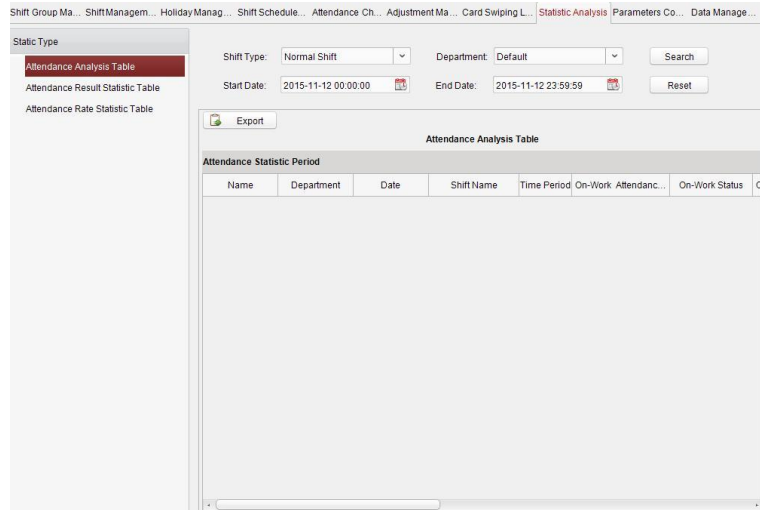 Shift Group Ma... Shift Managem... Holiday Manag... Shift Schedule... Attendance Ch... Adjustment Ma... Card Swiping L... Statistic Analysis Parameters Co... Data Manage...
Static Type
Attendance Analysis Table
Attendance Result Statistic Table
Attendance Rate Statistic Table
Shift Type: Normal Shift Department: Default Search
Start Date: 2015-11-12 00:00:00 End Date: 2015-11-12 23:59:59 Reset
Export
Attendance Analysis Table
Attendance Statistic Period
Name Department Date Shift Name Time Period On-Work Attendanc... On-Work Status